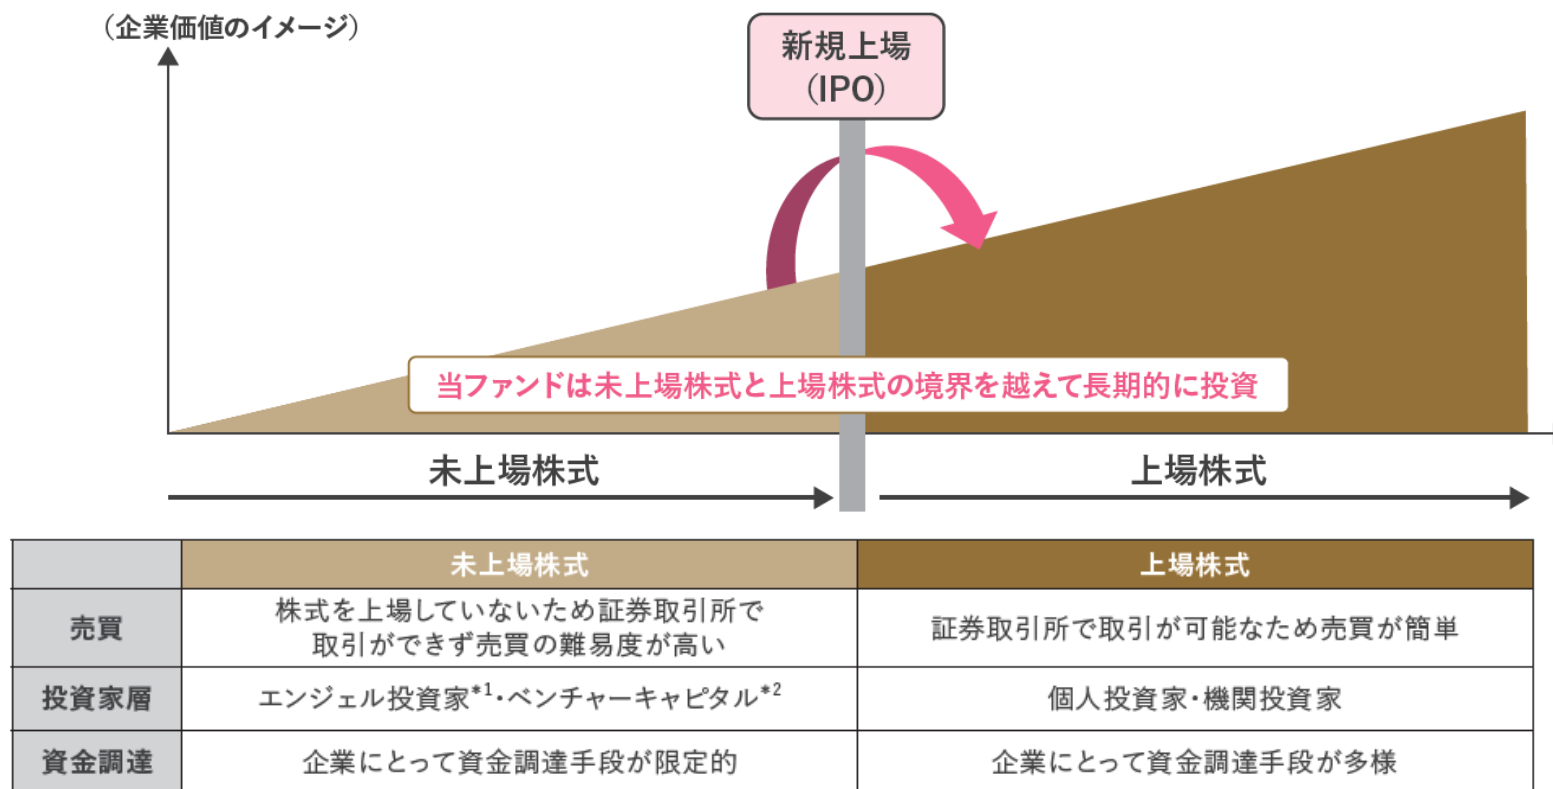 （企業価値のイメージ）
新規上場
（IPO）
当ファンドは未上場株式と上場株式の境界を越えて長期的に投資
未上場株式
上場株式
未上場株式
上場株式
売買
株式を上場していないため証券取引所で
取引ができず売買の難易度が高い
証券取引所で取引が可能なため売買が簡単
投資家層
エンジェル投資家*1・ベンチャーキャピタル*2
個人投資家・機関投資家
資金調達
企業にとって資金調達手段が限定的
企業にとって資金調達手段が多様